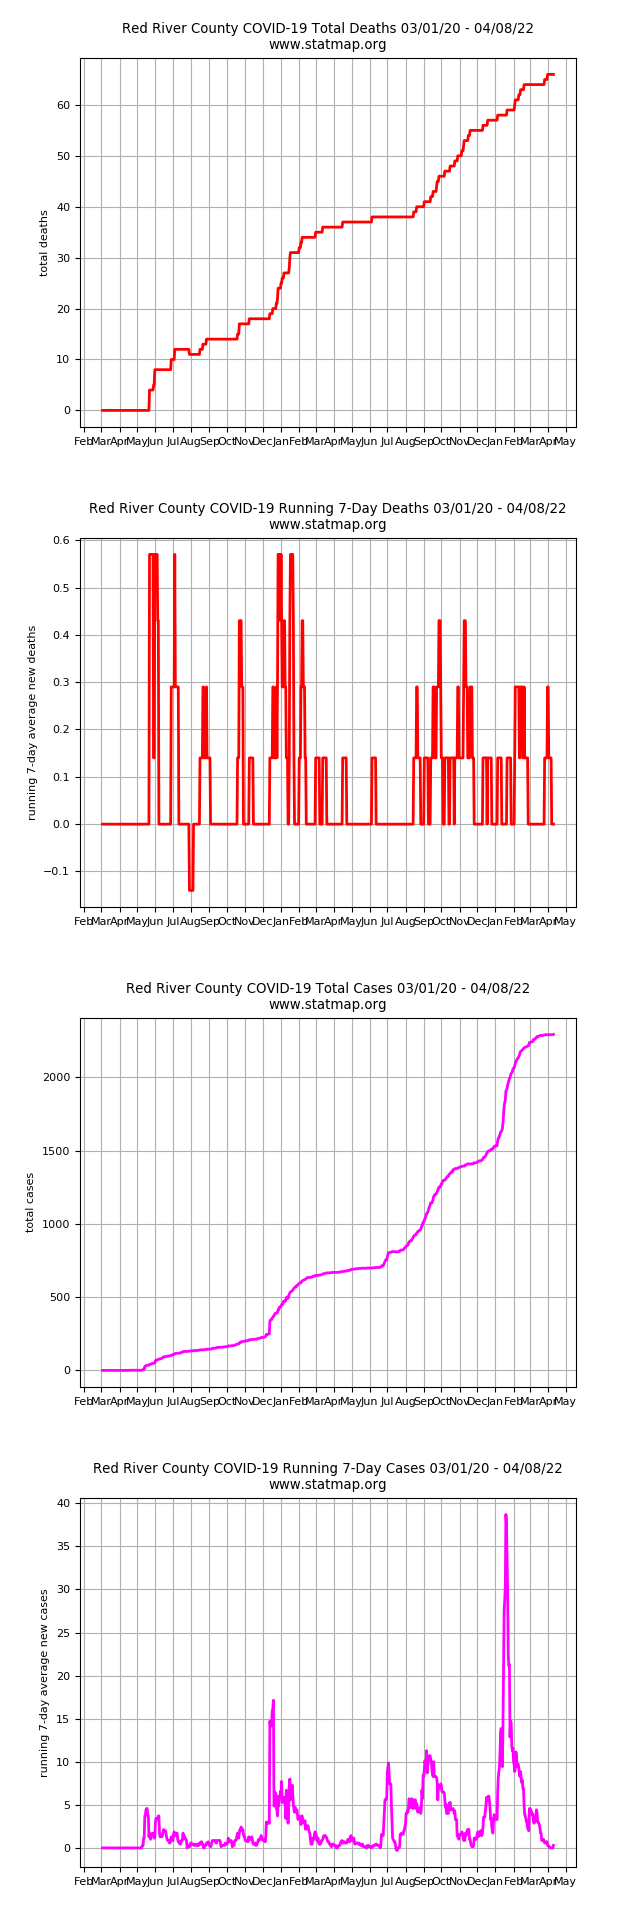 Red River County COVID-19 Total Deaths 03/01/20 - 04/08/22
www.statmap.org
total deaths
60
50
40
30
20
10
0
Feb Mar Apr May Jun Jul Aug Sep Oct Nov Dec Jan Feb Mar Apr May Jun Jul Aug Sep Oct Nov Dec Jan Feb Mar Apr May
Red River County COVID-19 Running 7-Day Deaths 03/01/20 - 04/08/22
www.statmap.org
running 7-day average new deaths
0.6
0.5
0.4
0.3
0.2
0.1
0.0
−0.1
Feb Mar Apr May Jun Jul Aug Sep Oct Nov Dec Jan Feb Mar Apr May Jun Jul Aug Sep Oct Nov Dec Jan Feb Mar Apr May
Red River County COVID-19 Total Cases 03/01/20 - 04/08/22
www.statmap.org
total cases
2000
1500
1000
500
0
Feb Mar Apr May Jun Jul Aug Sep Oct Nov Dec Jan Feb Mar Apr May Jun Jul Aug Sep Oct Nov Dec Jan Feb Mar Apr May
Red River County COVID-19 Running 7-Day Cases 03/01/20 - 04/08/22
www.statmap.org
running 7-day average new cases
40
35
30
25
20
15
10
5
0
Feb Mar Apr May Jun Jul Aug Sep Oct Nov Dec Jan Feb Mar Apr May Jun Jul Aug Sep Oct Nov Dec Jan Feb Mar Apr May